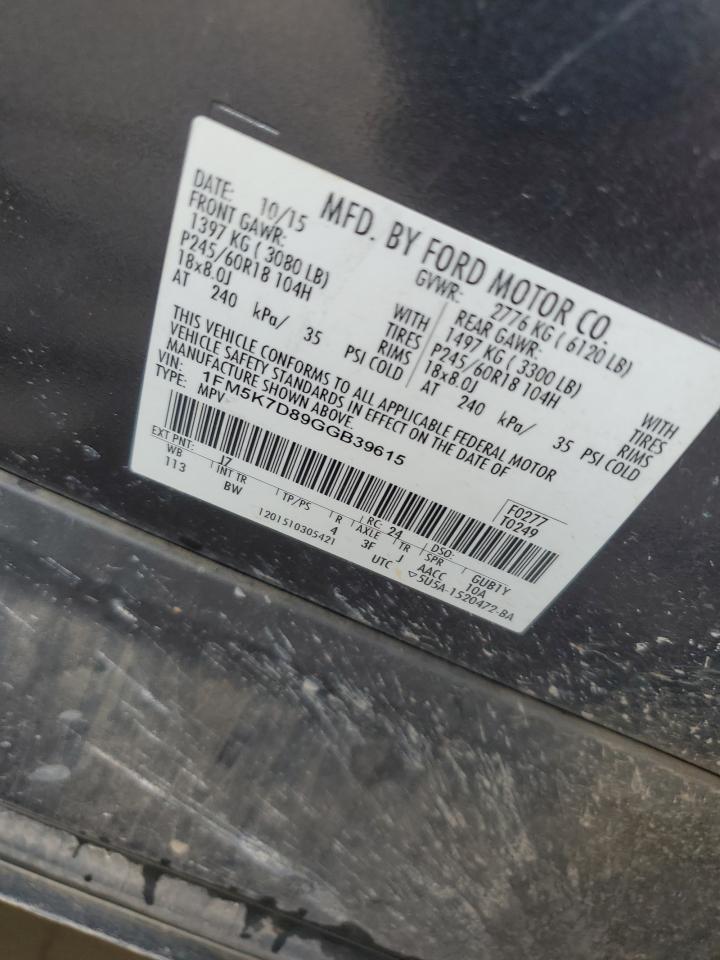 MFD. BY FORD MOTOR CO.
DATE: 10/15
GVWR: 2776 KG ( 6120 LB)
FRONT GAWR:
1397 KG ( 3080 LB) WITH
P245/60R18 104H TIRES
18x8.0J RIMS
AT 240 kPa/ 35 PSI COLD
REAR GAWR:
1497 KG ( 3300 LB) WITH
P245/60R18 104H TIRES
18x8.0J RIMS
AT 240 kPa/ 35 PSI COLD
THIS VEHICLE CONFORMS TO ALL APPLICABLE FEDERAL MOTOR
VEHICLE SAFETY STANDARDS IN EFFECT ON THE DATE OF
MANUFACTURE SHOWN ABOVE.
VIN: 1FM5K7D89GGB39615
TYPE: MPV
F0277
T0249
EXT PNT: J7 RC: 24 DSO: GUB1Y
WB INT TR TP/PS R AXLE TR SPR
113 BW 4 3F J AACC 10A
1201510305421 UTC ▽5U5A-1520472-BA